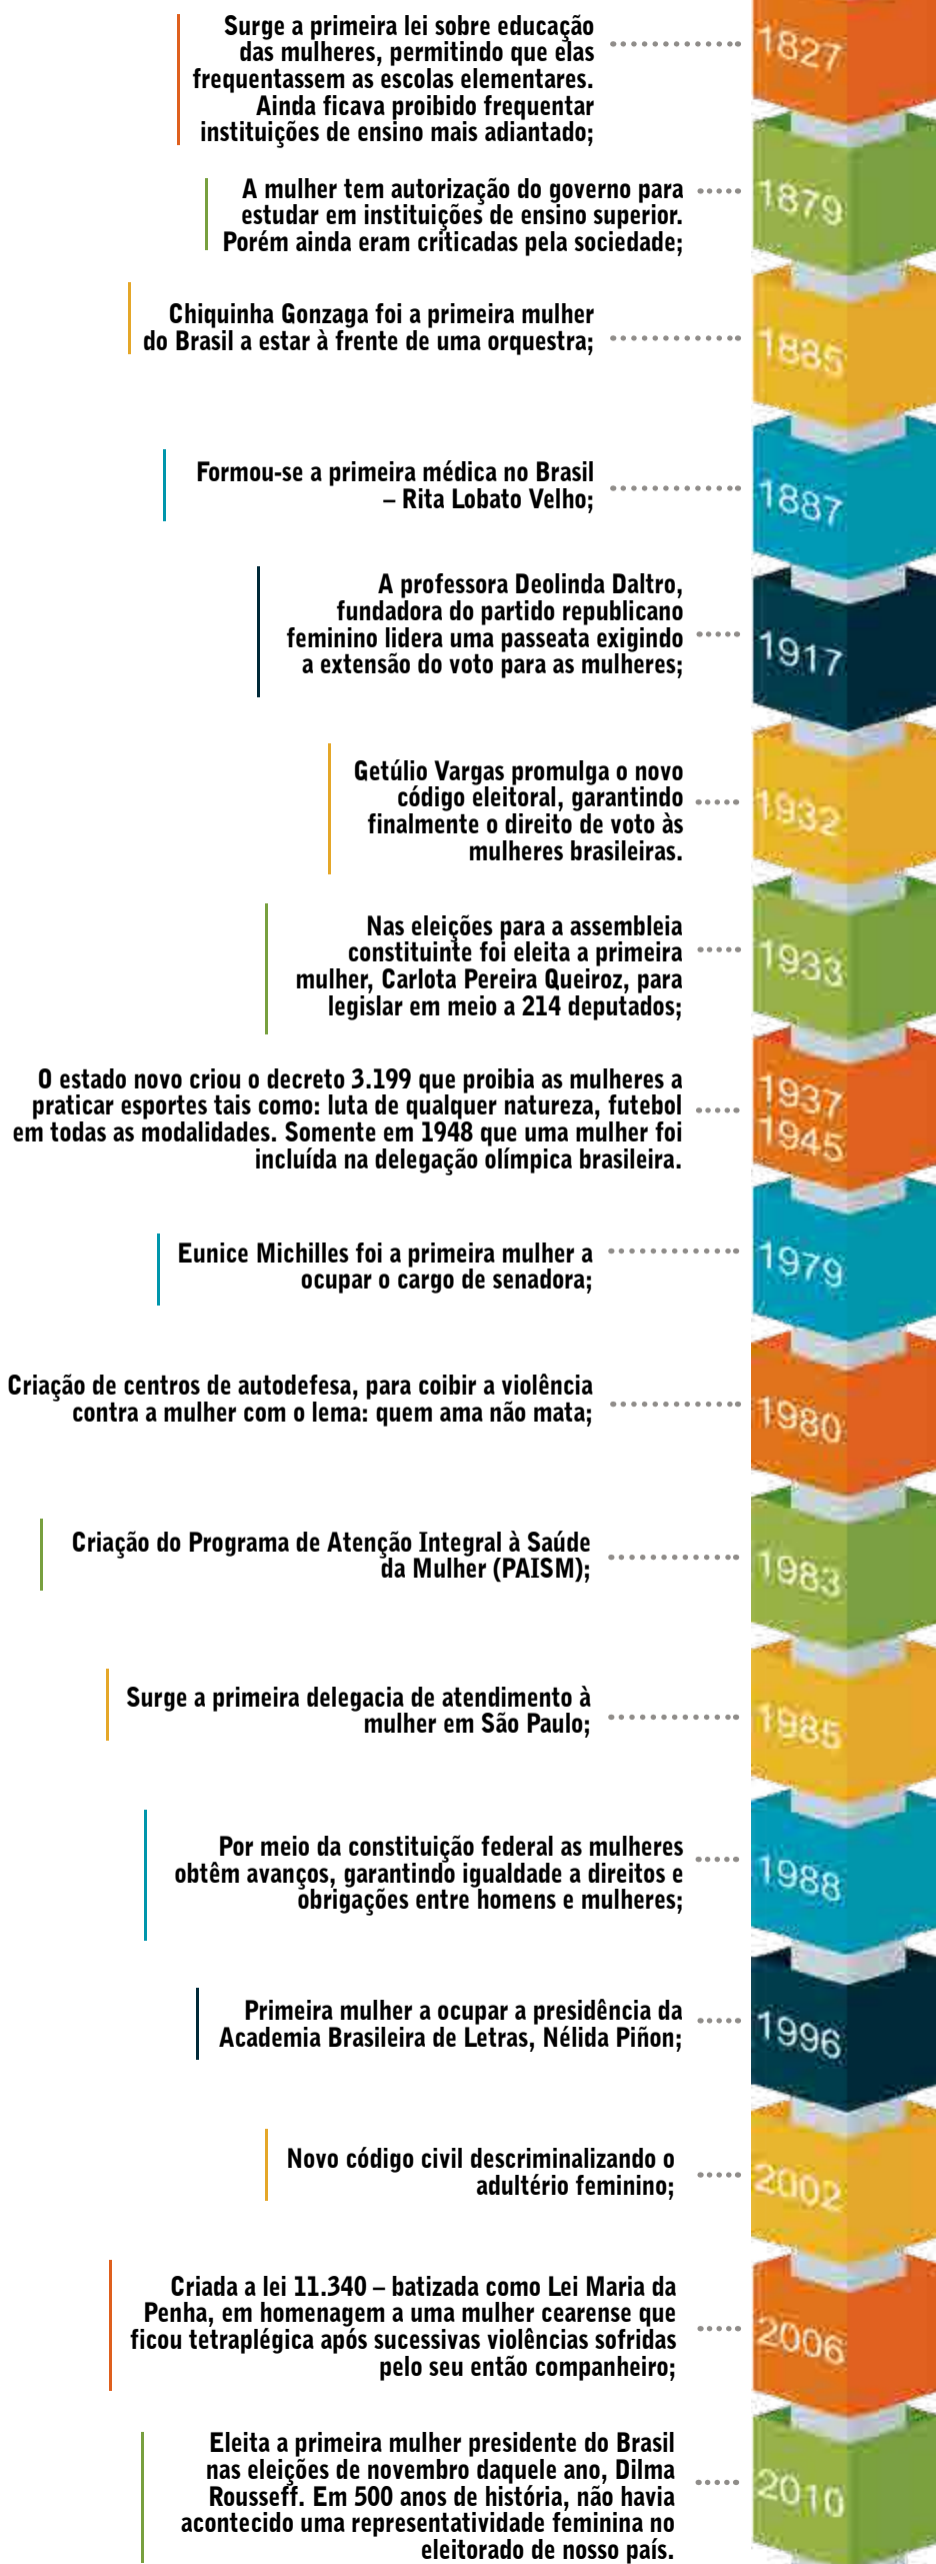 Surge a primeira lei sobre educação
das mulheres, permitindo que elas
frequentassem as escolas elementares.
Ainda ficava proibido frequentar
instituições de ensino mais adiantado;
1827
A mulher tem autorização do governo para
estudar em instituições de ensino superior.
Porém ainda eram criticadas pela sociedade;
1879
Chiquinha Gonzaga foi a primeira mulher
do Brasil a estar à frente de uma orquestra;
1885
Formou-se a primeira médica no Brasil
– Rita Lobato Velho;
1887
A professora Deolinda Daltro,
fundadora do partido republicano
feminino lidera uma passeata exigindo
a extensão do voto para as mulheres;
1917
Getúlio Vargas promulga o novo
código eleitoral, garantindo
finalmente o direito de voto às
mulheres brasileiras.
1932
Nas eleições para a assembleia
constituinte foi eleita a primeira
mulher, Carlota Pereira Queiroz, para
legislar em meio a 214 deputados;
1933
O estado novo criou o decreto 3.199 que proibia as mulheres a
praticar esportes tais como: luta de qualquer natureza, futebol
em todas as modalidades. Somente em 1948 que uma mulher foi
incluída na delegação olímpica brasileira.
1937
1945
Eunice Michilles foi a primeira mulher a
ocupar o cargo de senadora;
1979
Criação de centros de autodefesa, para coibir a violência
contra a mulher com o lema: quem ama não mata;
1980
Criação do Programa de Atenção Integral à Saúde
da Mulher (PAISM);
1983
Surge a primeira delegacia de atendimento à
mulher em São Paulo;
1985
Por meio da constituição federal as mulheres
obtêm avanços, garantindo igualdade a direitos e
obrigações entre homens e mulheres;
1988
Primeira mulher a ocupar a presidência da
Academia Brasileira de Letras, Nélida Piñon;
1996
Novo código civil descriminalizando o
adultério feminino;
2002
Criada a lei 11.340 – batizada como Lei Maria da
Penha, em homenagem a uma mulher cearense que
ficou tetraplégica após sucessivas violências sofridas
pelo seu então companheiro;
2006
Eleita a primeira mulher presidente do Brasil
nas eleições de novembro daquele ano, Dilma
Rousseff. Em 500 anos de história, não havia
acontecido uma representatividade feminina no
eleitorado de nosso país.
2010